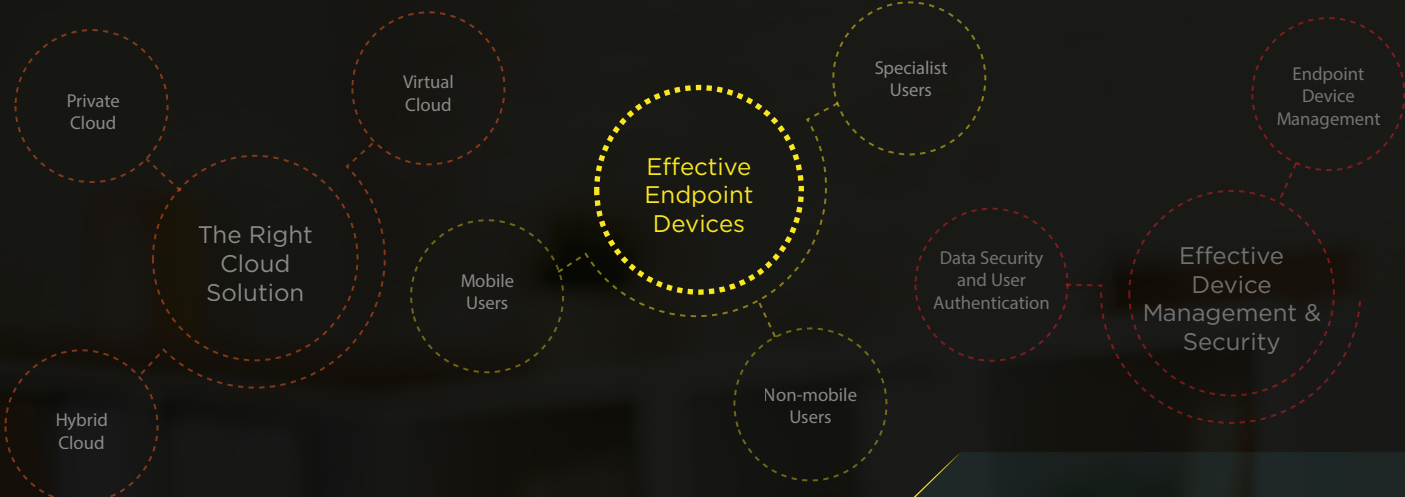 Private
Cloud
Virtual
Cloud
The Right
Cloud
Solution
Hybrid
Cloud
Effective
Endpoint
Devices
Specialist
Users
Mobile
Users
Non-mobile
Users
Endpoint
Device
Management
Data Security
and User
Authentication
Effective
Device
Management &
Security